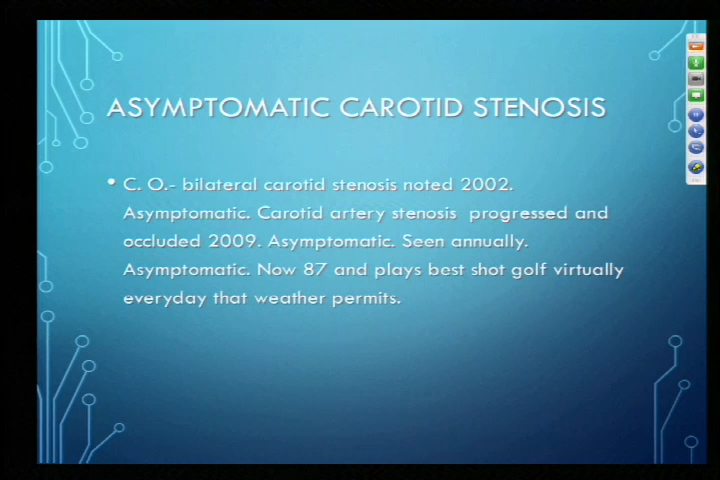 ASYMPTOMATIC CAROTID STENOSIS
• C. O.- bilateral carotid stenosis noted 2002.
Asymptomatic. Carotid artery stenosis progressed and
occluded 2009. Asymptomatic. Seen annually.
Asymptomatic. Now 87 and plays best shot golf virtually
everyday that weather permits.